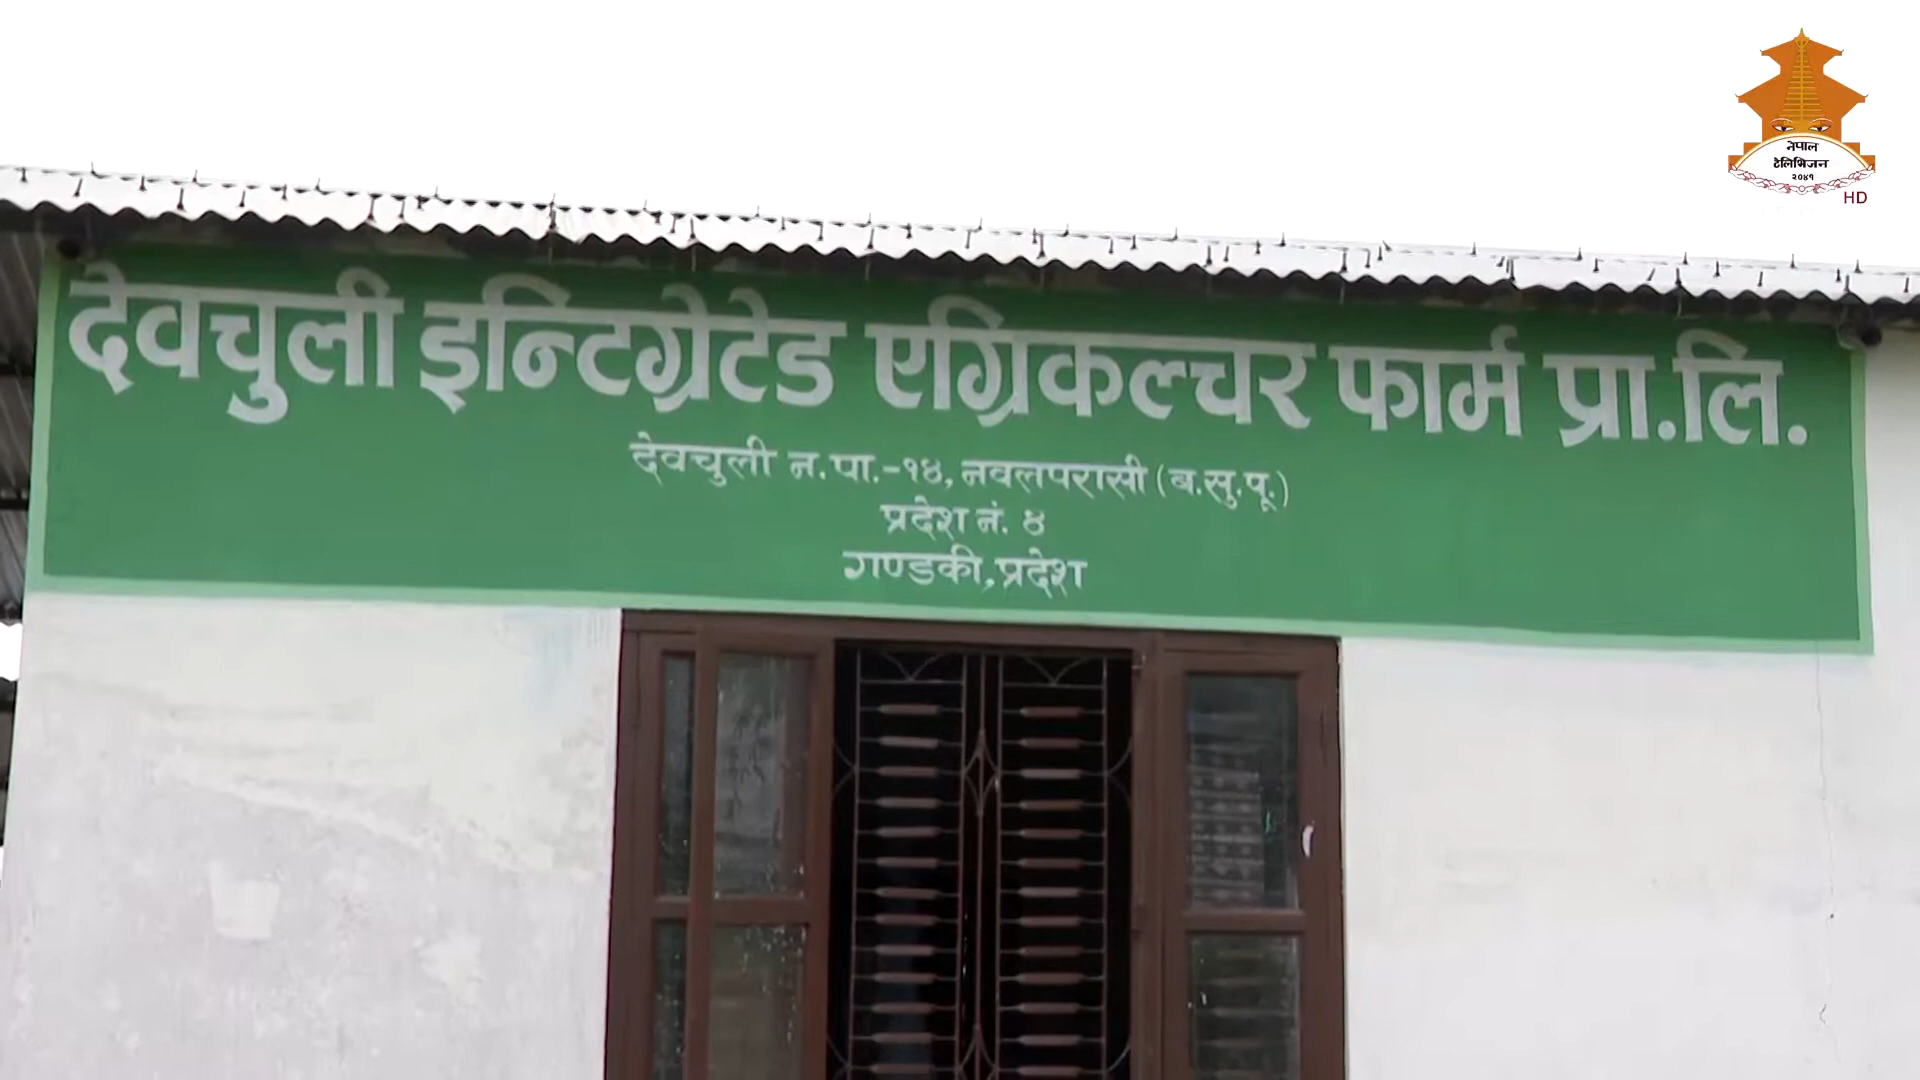 नेपाल
टेलिभिजन
२०४१
HD
देवचुली इन्टिग्रेटेड एग्रिकल्चर फार्म प्रा.लि.
देवचुली न.पा.-१४, नवलपरासी (ब.सु.पू.)
प्रदेश नं. ४
गण्डकी, प्रदेश